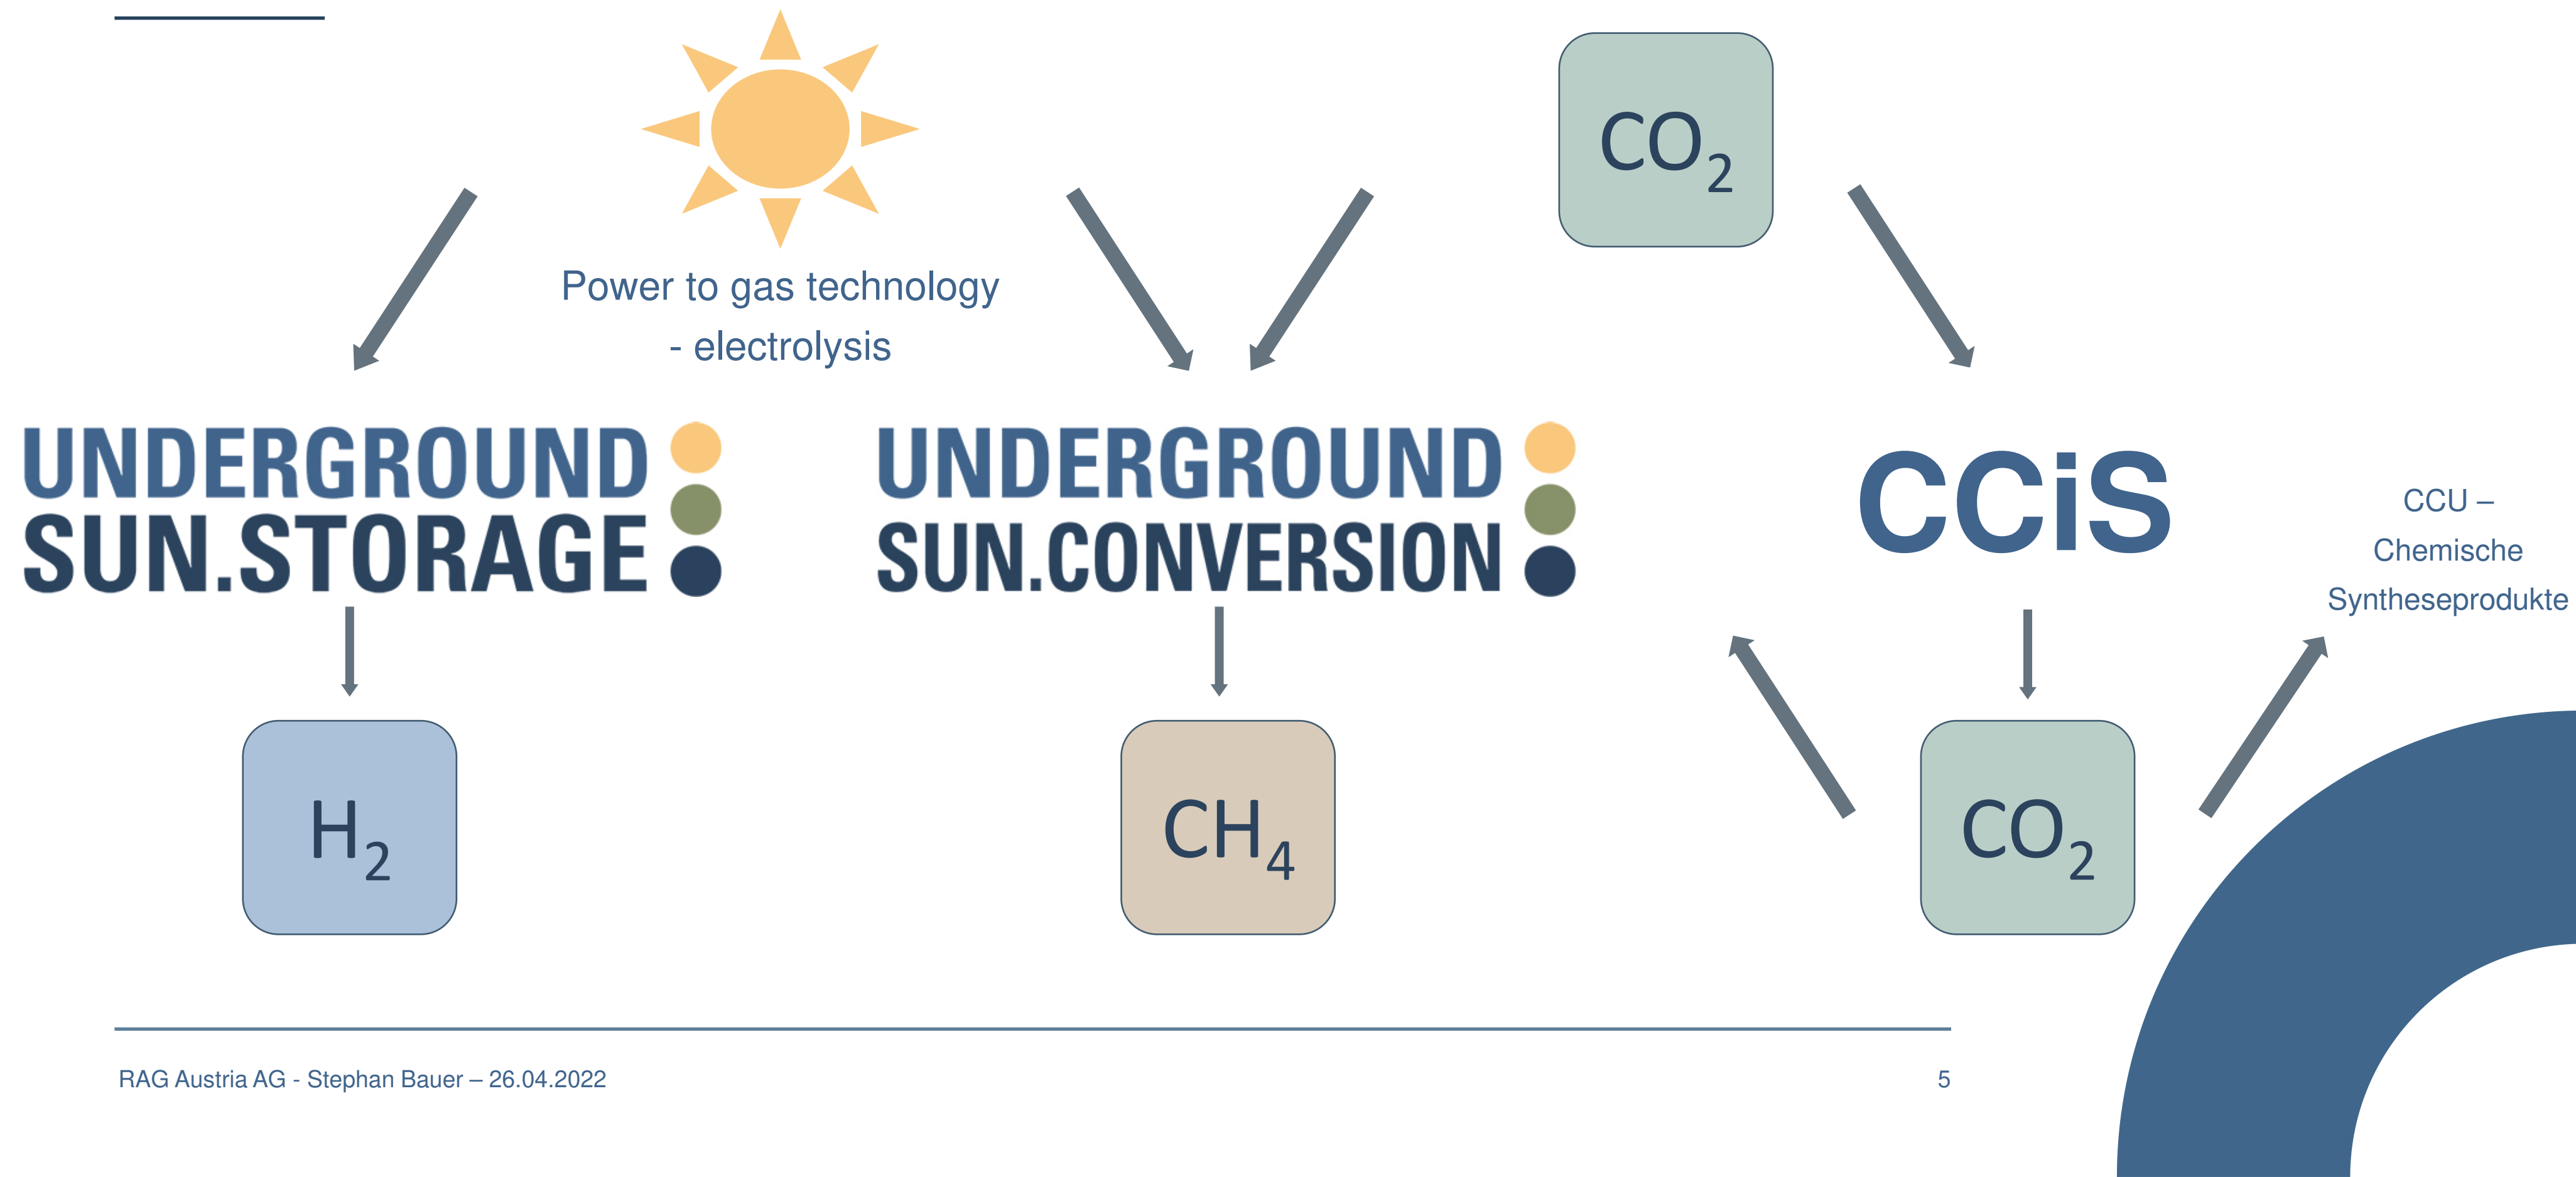 CO₂
Power to gas technology
- electrolysis
UNDERGROUND
SUN.STORAGE
UNDERGROUND
SUN.CONVERSION
CCiS
CCU –
Chemische
Syntheseprodukte
H₂
CH₄
CO₂
RAG Austria AG - Stephan Bauer – 26.04.2022
5